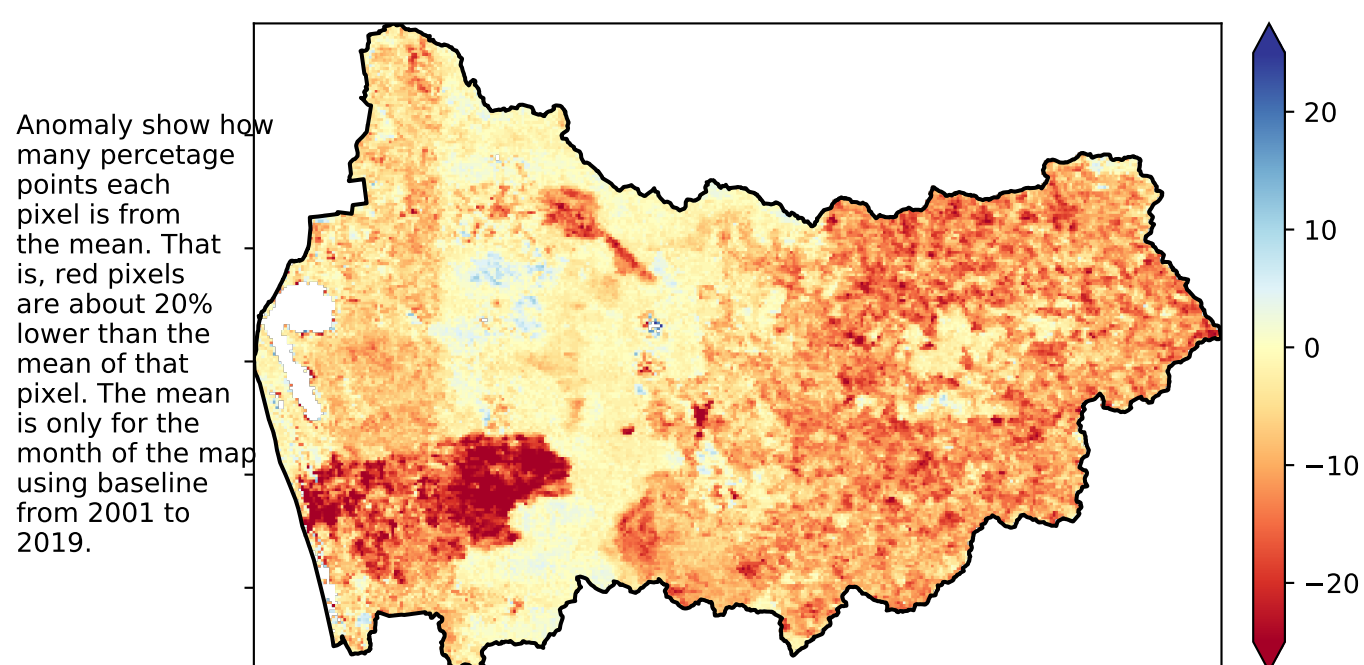 Anomaly show how
many percetage
points each
pixel is from
the mean. That
is, red pixels
are about 20%
lower than the
mean of that
pixel. The mean
is only for the
month of the map
using baseline
from 2001 to
2019.
20
10
0
−10
−20